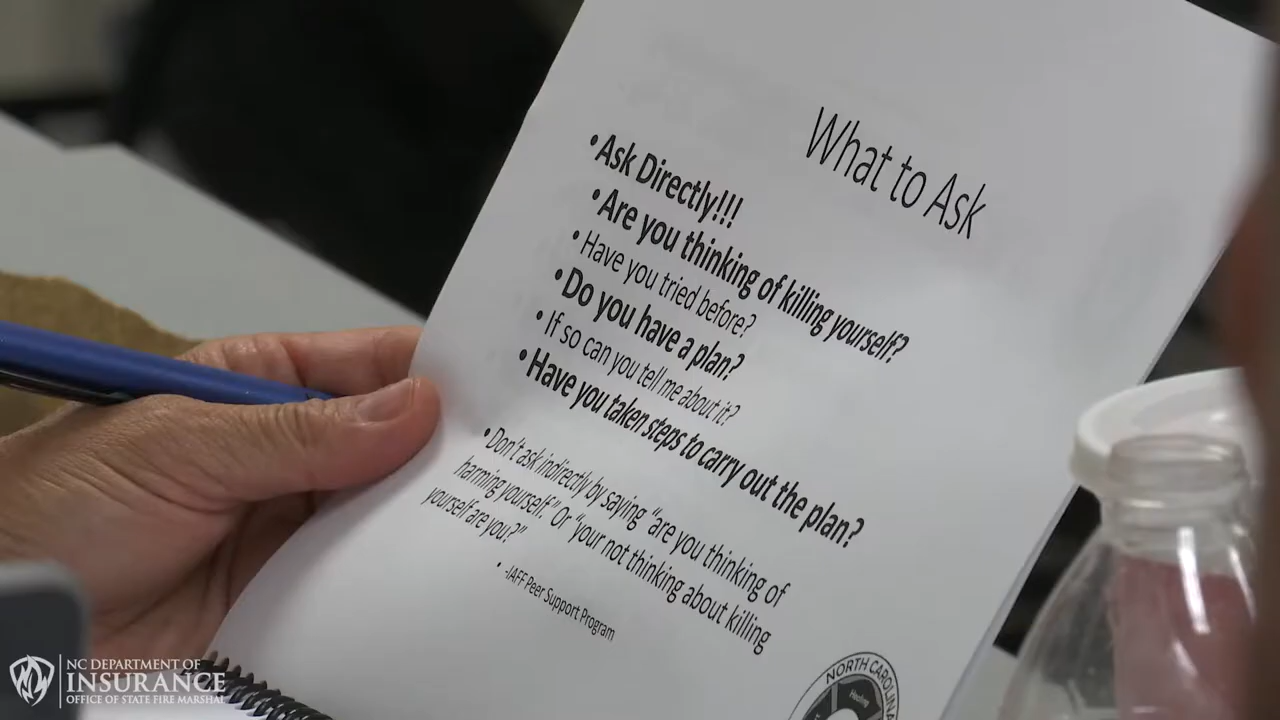 What to Ask
•Ask Directly!!!
•Are you thinking of killing yourself?
•Have you tried before?
•Do you have a plan?
•If so can you tell me about it?
•Have you taken steps to carry out the plan?
•Don't ask indirectly by saying “are you thinking of
harming yourself.” Or “your not thinking about killing
yourself are you?”
• -IAFF Peer Support Program
NORTH CAROLINA
Healing
NC DEPARTMENT OF
INSURANCE
OFFICE OF STATE FIRE MARSHAL